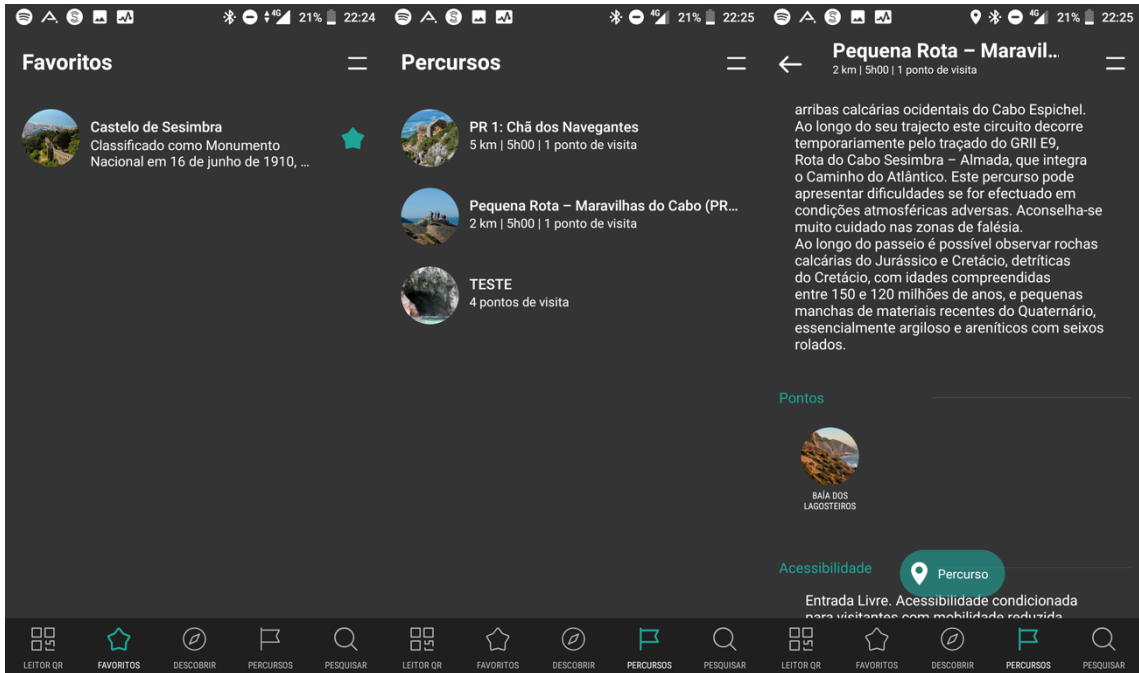 21% 22:24
Favoritos
Castelo de Sesimbra
Classificado como Monumento
Nacional em 16 de junho de 1910, ...
LEITOR QR
FAVORITOS
DESCOBRIR
PERCURSOS
PESQUISAR
4G 21% 22:25
Percursos
PR 1: Chã dos Navegantes
5 km | 5h00 | 1 ponto de visita
Pequena Rota – Maravilhas do Cabo (PR...
2 km | 5h00 | 1 ponto de visita
TESTE
4 pontos de visita
LEITOR QR
FAVORITOS
DESCOBRIR
PERCURSOS
PESQUISAR
4G 21% 22:25
Pequena Rota – Maravil...
2 km | 5h00 | 1 ponto de visita
arribas calcárias ocidentais do Cabo Espichel.
Ao longo do seu trajecto este circuito decorre
temporariamente pelo traçado do GRII E9,
Rota do Cabo Sesimbra – Almada, que integra
o Caminho do Atlântico. Este percurso pode
apresentar dificuldades se for efectuado em
condições atmosféricas adversas. Aconselha-se
muito cuidado nas zonas de falésia.
Ao longo do passeio é possível observar rochas
calcárias do Jurássico e Cretácio, detríticas
do Cretácio, com idades compreendidas
entre 150 e 120 milhões de anos, e pequenas
manchas de materiais recentes do Quaternário,
essencialmente argiloso e areníticos com seixos
rolados.
Pontos
BAÍA DOS
LAGOSTEIROS
Acessibilidade
Percurso
Entrada Livre. Acessibilidade condicionada
para visitantes com mobilidade reduzida
LEITOR QR
FAVORITOS
DESCOBRIR
PERCURSOS
PESQUISAR